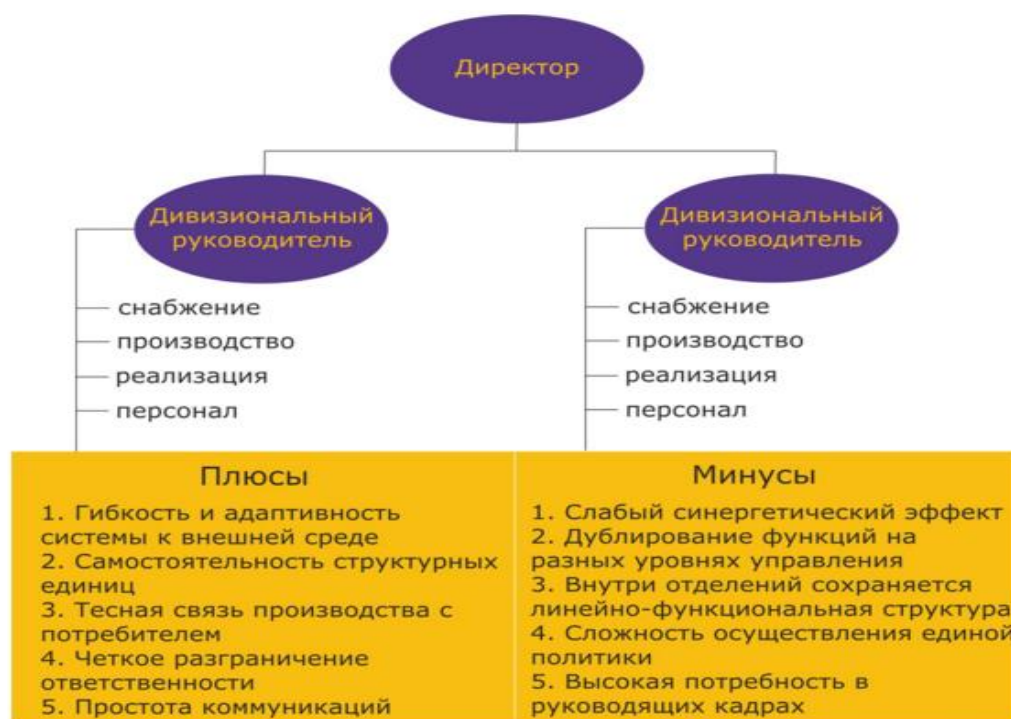 Директор
Дивизиональный
руководитель
снабжение
производство
реализация
персонал
Дивизиональный
руководитель
снабжение
производство
реализация
персонал
Плюсы
1. Гибкость и адаптивность
системы к внешней среде
2. Самостоятельность структурных
единиц
3. Тесная связь производства с
потребителем
4. Четкое разграничение
ответственности
5. Простота коммуникаций
Минусы
1. Слабый синергетический эффект
2. Дублирование функций на
разных уровнях управления
3. Внутри отделений сохраняется
линейно-функциональная структура
4. Сложность осуществления единой
политики
5. Высокая потребность в
руководящих кадрах